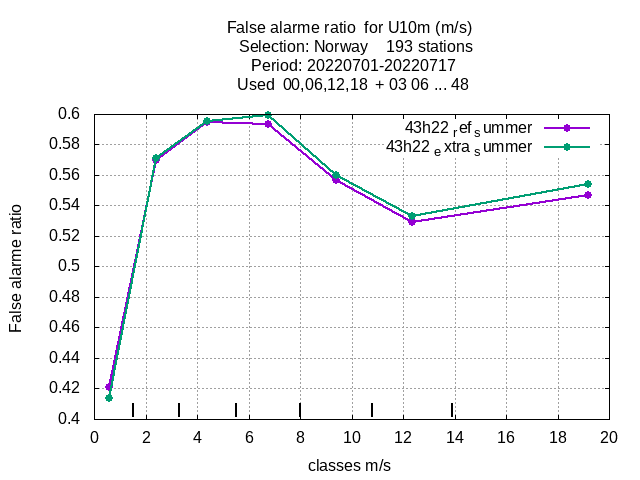 False alarme ratio  for U10m (m/s)
Selection: Norway    193 stations
Period: 20220701-20220717
Used  00,06,12,18  + 03 06 ... 48
0.6
0.58
0.56
0.54
0.52
0.5
0.48
0.46
0.44
0.42
0.4
False alarme ratio
43h22 ref summer
43h22 extra summer
0 2 4 6 8 10 12 14 16 18 20
classes m/s